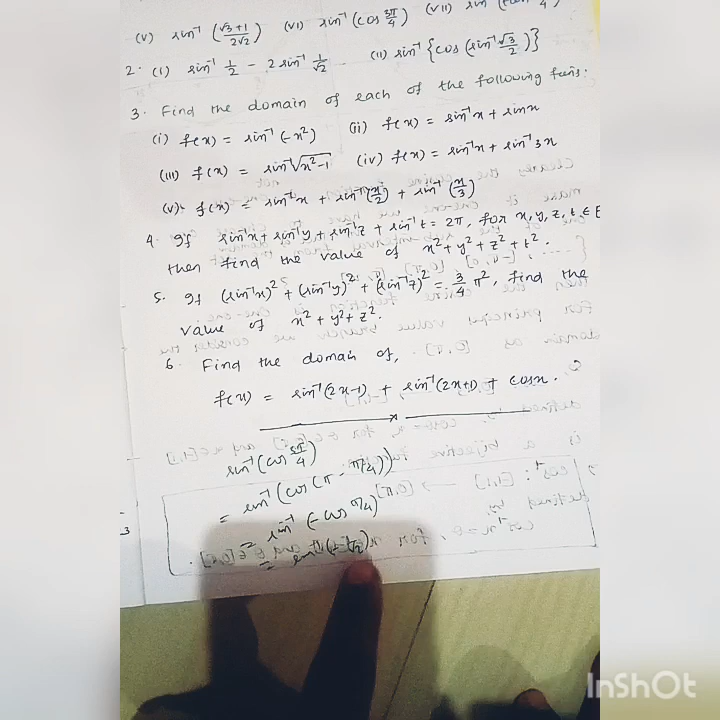 (v) sin⁻¹ (√3+1/2√2) (vi) sin⁻¹ (cos 3π/4) (vii) sin
2. (i) sin⁻¹ 1/2 - 2 sin⁻¹ 1/√2 (ii) sin⁻¹ {cos (sin⁻¹ √3/2)}
3. Find the domain of each of the following funs:
(i) f(x) = sin⁻¹ (-x²) (ii) f(x) = sin⁻¹x + sinx
(iii) f(x) = sin⁻¹√x²-1 (iv) f(x) = sin⁻¹x + sin⁻¹ 3x
(v) f(x) = sin⁻¹x + sin⁻¹(x/2) + sin⁻¹ (x/3)
4. If sin⁻¹x + sin⁻¹y + sin⁻¹z + sin⁻¹t = 2π, for x, y, z, t ∈
then find the value of x² + y² + z² + t².
5. If (sin⁻¹x)² + (sin⁻¹y)² + (sin⁻¹z)² = 3/4 π², find the
value of x² + y² + z².
6. Find the domain of,
f(x) = sin⁻¹(2x-1) + sin⁻¹(2x+1) + cosx.
sin⁻¹(cos 3π/4)
= sin⁻¹ (cos (π - π/4))
= sin⁻¹ (-cos π/4)
InShOt